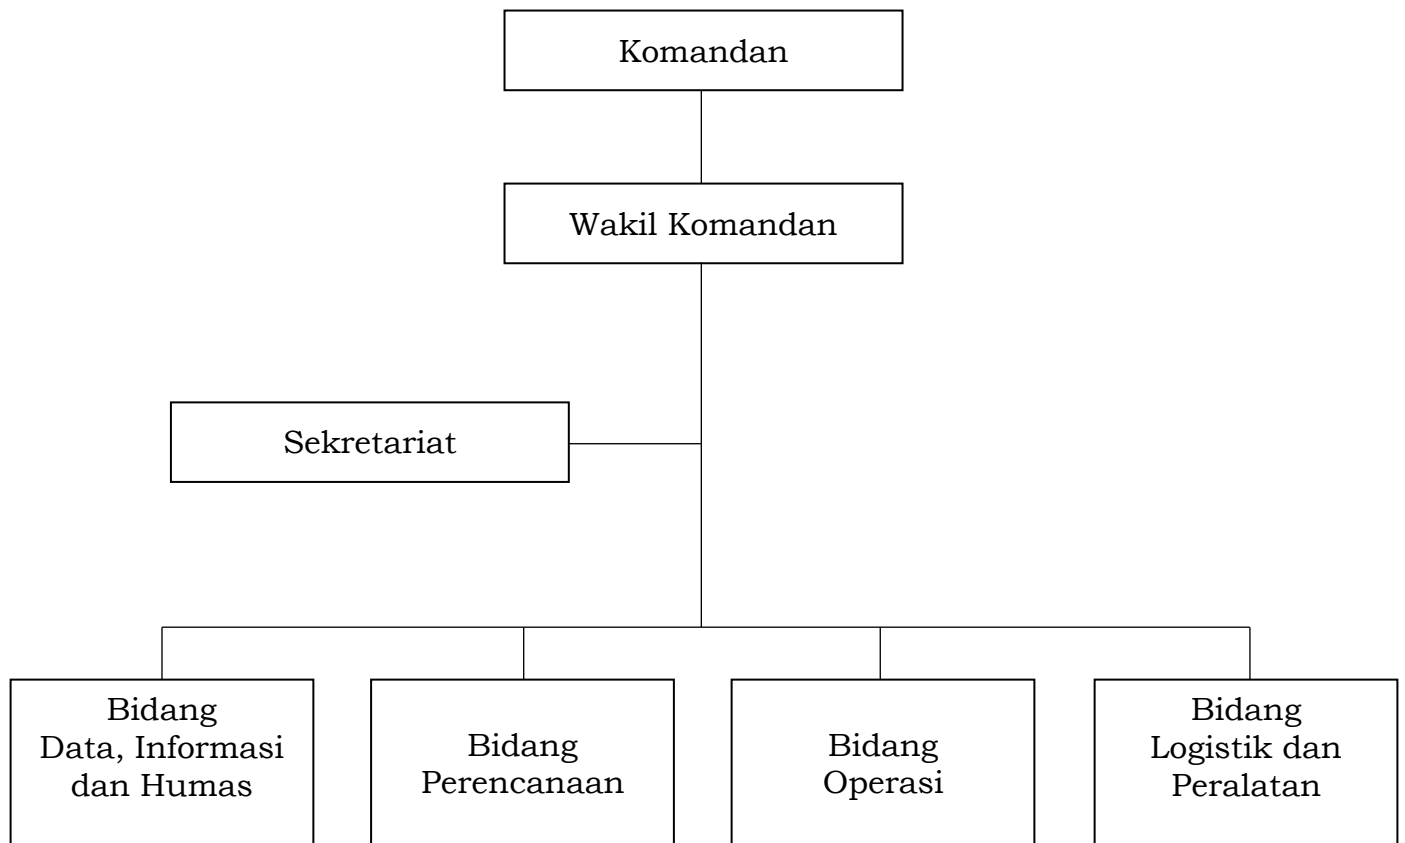 Komandan
Wakil Komandan
Sekretariat
Bidang
Data, Informasi
dan Humas
Bidang
Perencanaan
Bidang
Operasi
Bidang
Logistik dan
Peralatan